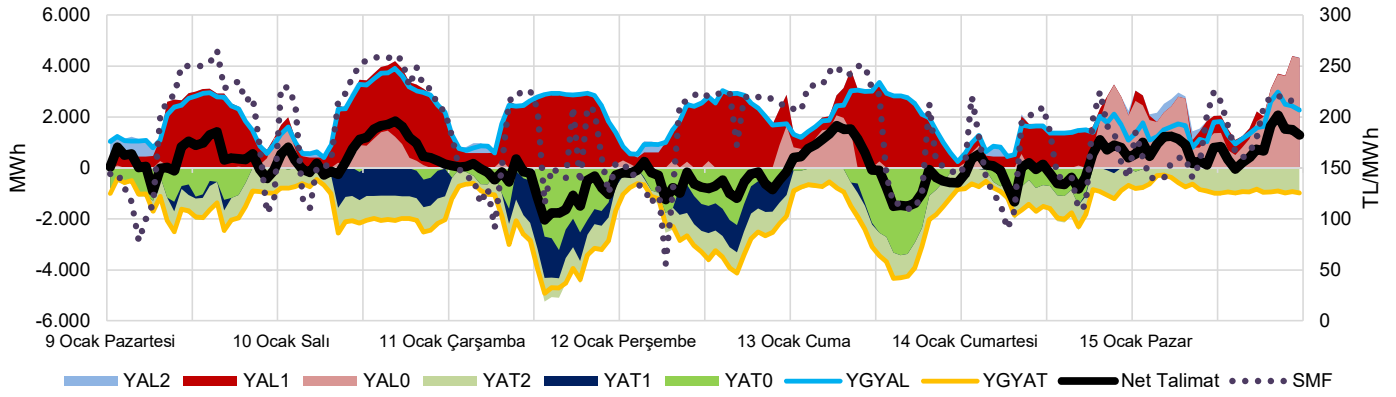 6.000 300
4.000 250
2.000 200
0 150
-2.000 100
-4.000 50
-6.000 0
MWh
TL/MWh
9 Ocak Pazartesi 10 Ocak Salı 11 Ocak Çarşamba 12 Ocak Perşembe 13 Ocak Cuma 14 Ocak Cumartesi 15 Ocak Pazar
YAL2 YAL1 YAL0 YAT2 YAT1 YAT0 YGYAL YGYAT Net Talimat SMF